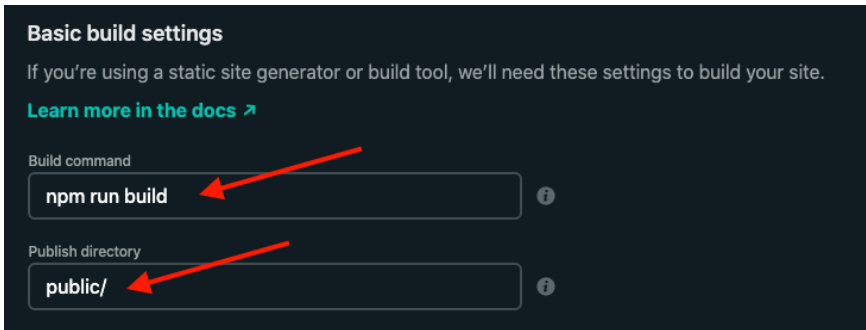 Basic build settings
If you’re using a static site generator or build tool, we’ll need these settings to build your site.
Learn more in the docs ↗
Build command
npm run build
Publish directory
public/